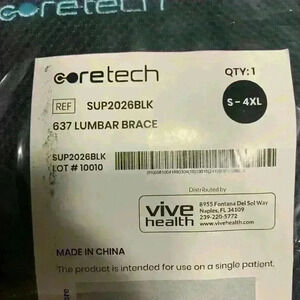 coretech
coretech
QTY: 1
REF SUP2026BLK
S - 4XL
637 LUMBAR BRACE
SUP2026BLK
LOT # 10010
Distributed by
vive
health
8955 Fontana Del Sol Way
Naples, FL 34109
239-220-5772
www.vivehealth.com
MADE IN CHINA
The product is intended for use on a single patient.